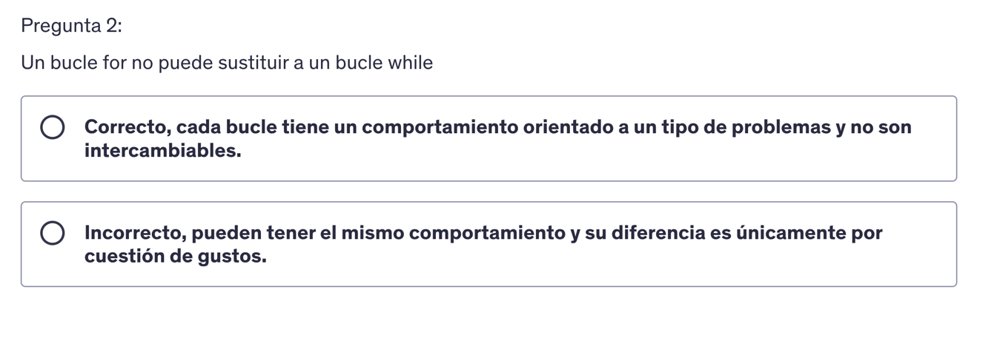 Pregunta 2:
Un bucle for no puede sustituir a un bucle while
Correcto, cada bucle tiene un comportamiento orientado a un tipo de problemas y no son
intercambiables.
Incorrecto, pueden tener el mismo comportamiento y su diferencia es únicamente por
cuestión de gustos.